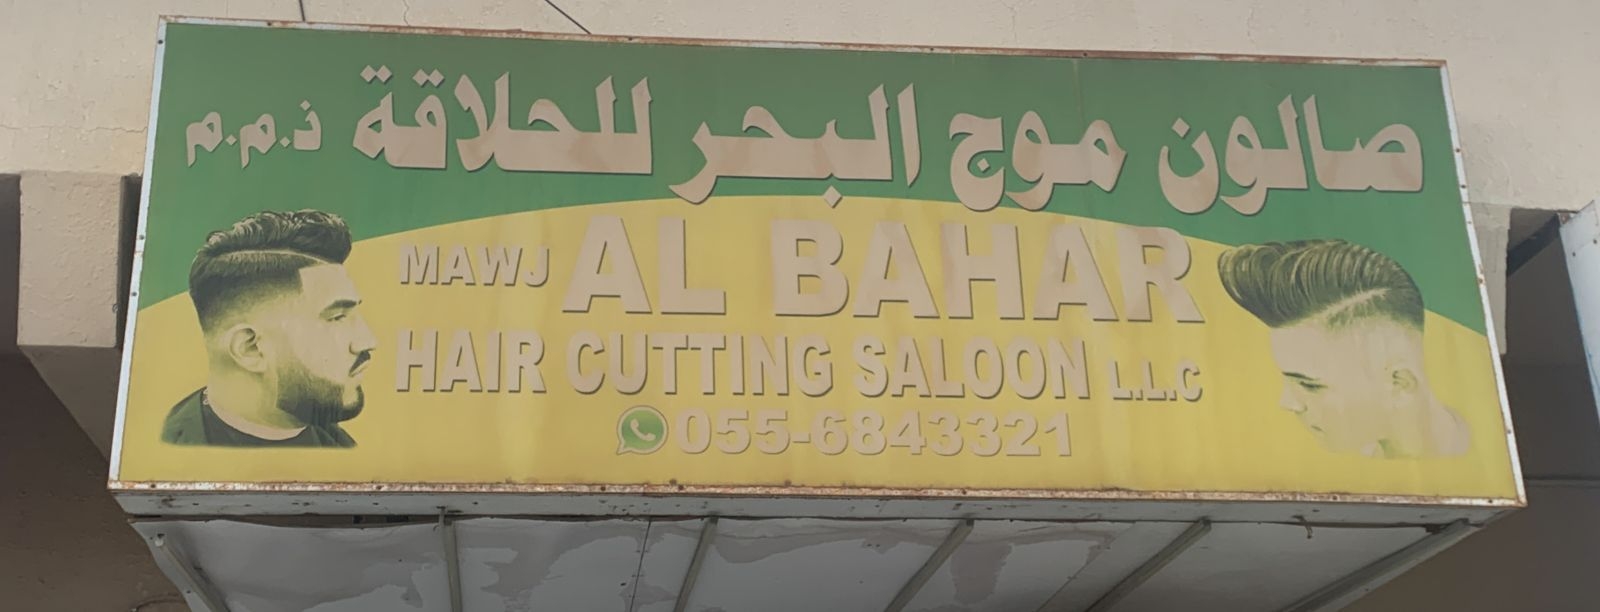 صالون موج البحر للحلاقة ذ.م.م
MAWJ AL BAHAR
HAIR CUTTING SALOON L.L.C
055-6843321